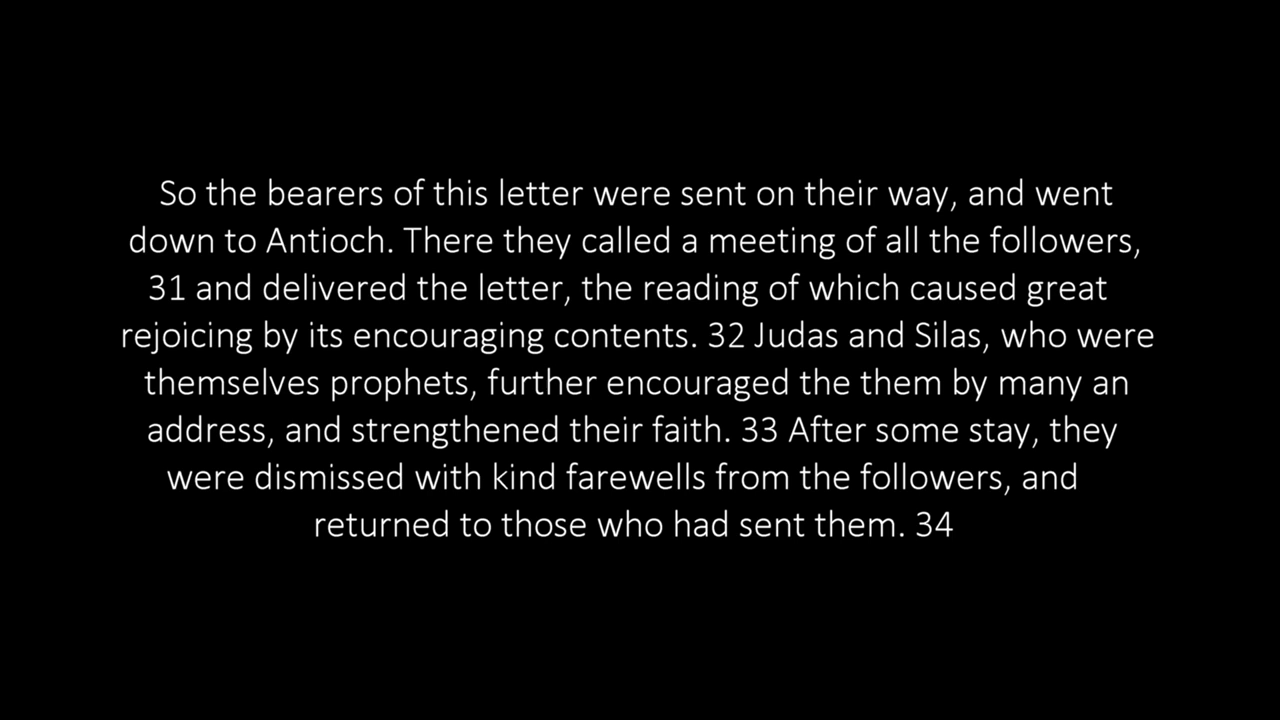 So the bearers of this letter were sent on their way, and went
down to Antioch. There they called a meeting of all the followers,
31 and delivered the letter, the reading of which caused great
rejoicing by its encouraging contents. 32 Judas and Silas, who were
themselves prophets, further encouraged the them by many an
address, and strengthened their faith. 33 After some stay, they
were dismissed with kind farewells from the followers, and
returned to those who had sent them. 34